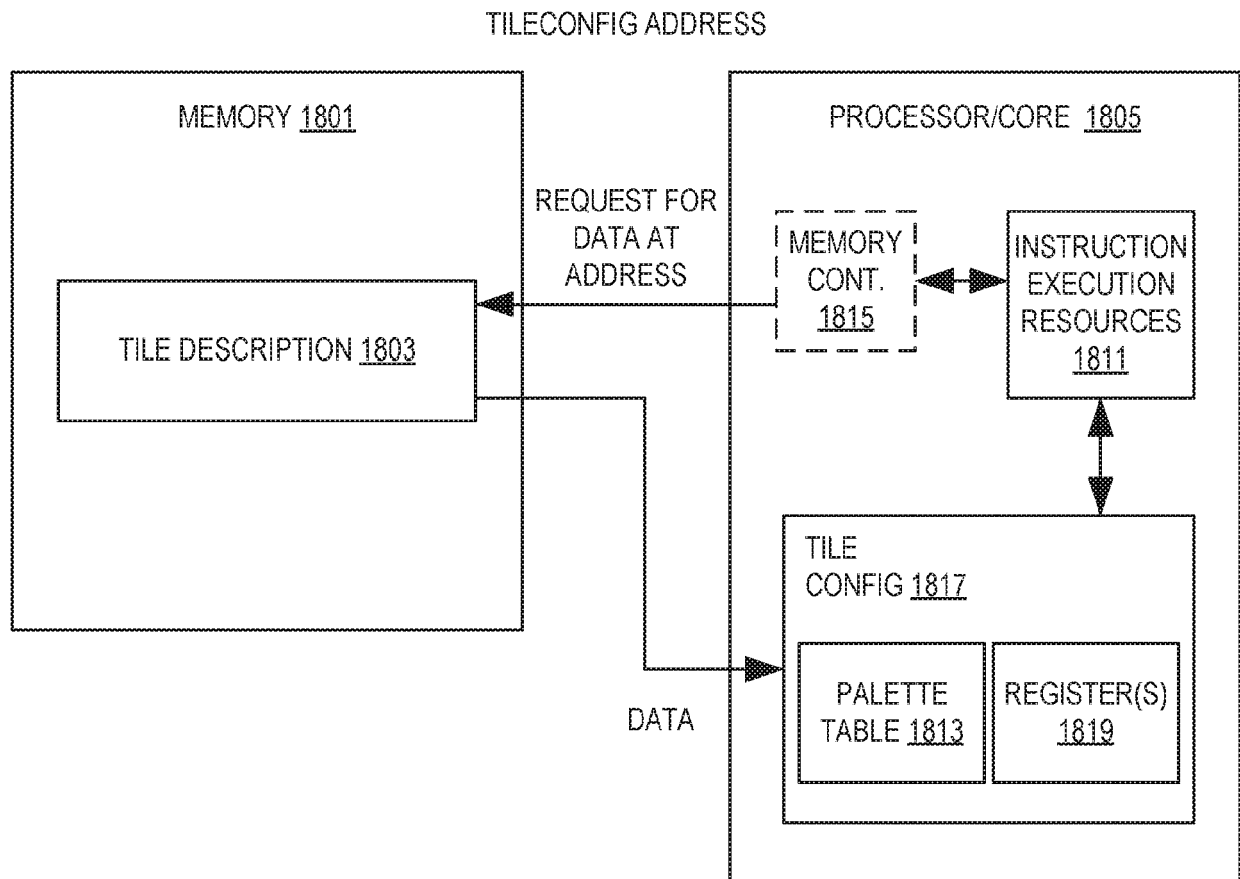 TILECONFIG ADDRESS
MEMORY 1801
PROCESSOR/CORE 1805
REQUEST FOR
DATA AT
ADDRESS
MEMORY
CONT.
1815
INSTRUCTION
EXECUTION
RESOURCES
1811
TILE DESCRIPTION 1803
TILE
CONFIG 1817
PALETTE
TABLE 1813
REGISTER(S)
1819
DATA